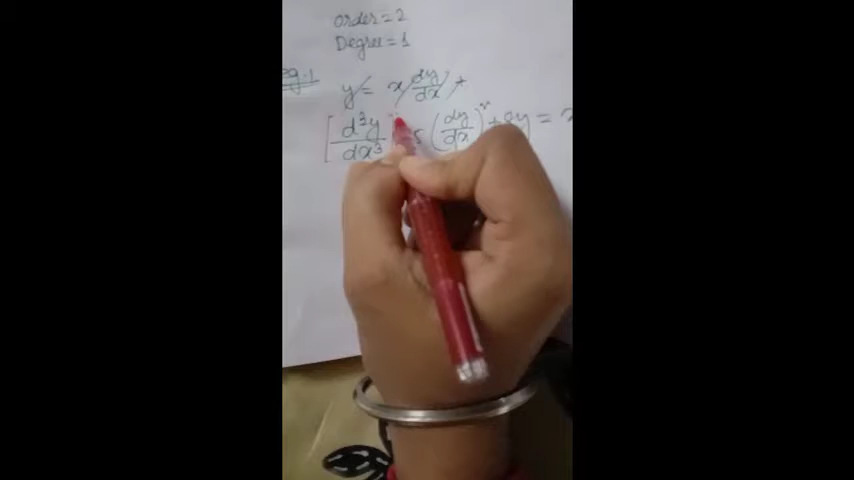 Order = 2
Degree = 1
eg-1 y = x dy/dx +
[d³y/dx³ 5 (dy/dx)² + 8y =